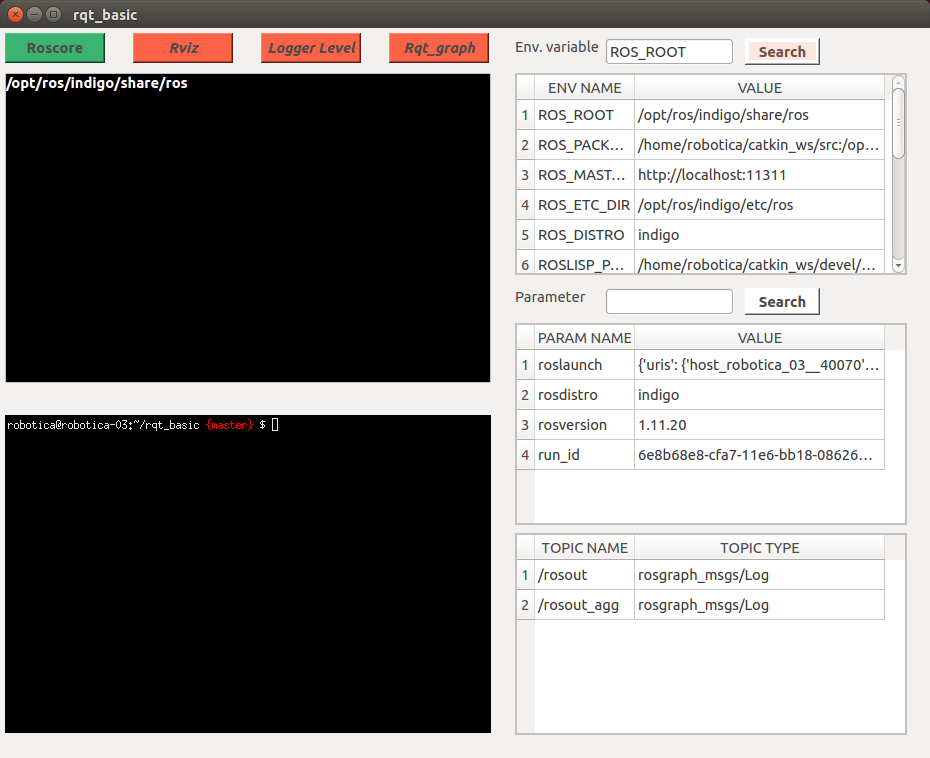 rqt_basic
Roscore Rviz Logger Level Rqt_graph
/opt/ros/indigo/share/ros
robotica@robotica-03:~/rqt_basic {master} $
Env. variable ROS_ROOT Search
ENV NAME VALUE
1 ROS_ROOT /opt/ros/indigo/share/ros
2 ROS_PACK... /home/robotica/catkin_ws/src:/op...
3 ROS_MAST... http://localhost:11311
4 ROS_ETC_DIR /opt/ros/indigo/etc/ros
5 ROS_DISTRO indigo
6 ROSLISP_P... /home/robotica/catkin_ws/devel/...
Parameter Search
PARAM NAME VALUE
1 roslaunch {'uris': {'host_robotica_03__40070'...
2 rosdistro indigo
3 rosversion 1.11.20
4 run_id 6e8b68e8-cfa7-11e6-bb18-08626...
TOPIC NAME TOPIC TYPE
1 /rosout rosgraph_msgs/Log
2 /rosout_agg rosgraph_msgs/Log